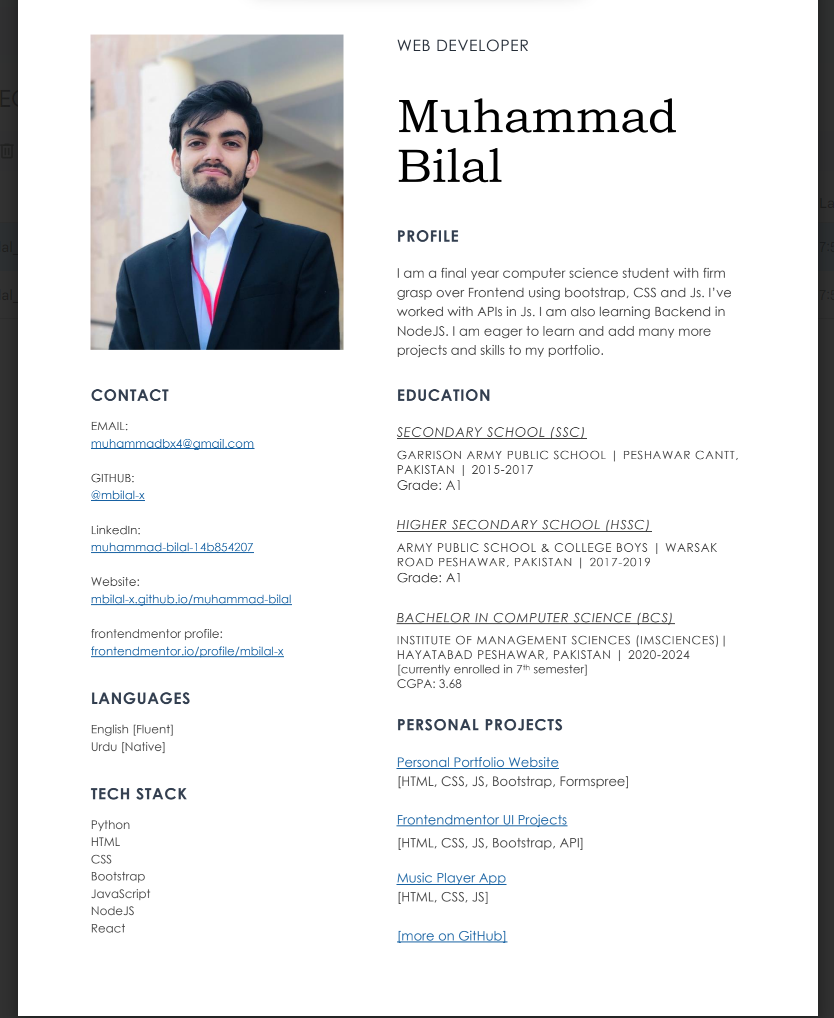 WEB DEVELOPER
Muhammad
Bilal
PROFILE
I am a final year computer science student with firm
grasp over Frontend using bootstrap, CSS and Js. I’ve
worked with APIs in Js. I am also learning Backend in
NodeJS. I am eager to learn and add many more
projects and skills to my portfolio.
CONTACT
EMAIL:
muhammadbx4@gmail.com
GITHUB:
@mbilal-x
LinkedIn:
muhammad-bilal-14b854207
Website:
mbilal-x.github.io/muhammad-bilal
frontendmentor profile:
frontendmentor.io/profile/mbilal-x
LANGUAGES
English [Fluent]
Urdu [Native]
TECH STACK
Python
HTML
CSS
Bootstrap
JavaScript
NodeJS
React
EDUCATION
SECONDARY SCHOOL (SSC)
GARRISON ARMY PUBLIC SCHOOL | PESHAWAR CANTT,
PAKISTAN | 2015-2017
Grade: A1
HIGHER SECONDARY SCHOOL (HSSC)
ARMY PUBLIC SCHOOL & COLLEGE BOYS | WARSAK
ROAD PESHAWAR, PAKISTAN | 2017-2019
Grade: A1
BACHELOR IN COMPUTER SCIENCE (BCS)
INSTITUTE OF MANAGEMENT SCIENCES (IMSCIENCES)|
HAYATABAD PESHAWAR, PAKISTAN | 2020-2024
[currently enrolled in 7th semester]
CGPA: 3.68
PERSONAL PROJECTS
Personal Portfolio Website
[HTML, CSS, JS, Bootstrap, Formspree]
Frontendmentor UI Projects
[HTML, CSS, JS, Bootstrap, API]
Music Player App
[HTML, CSS, JS]
[more on GitHub]